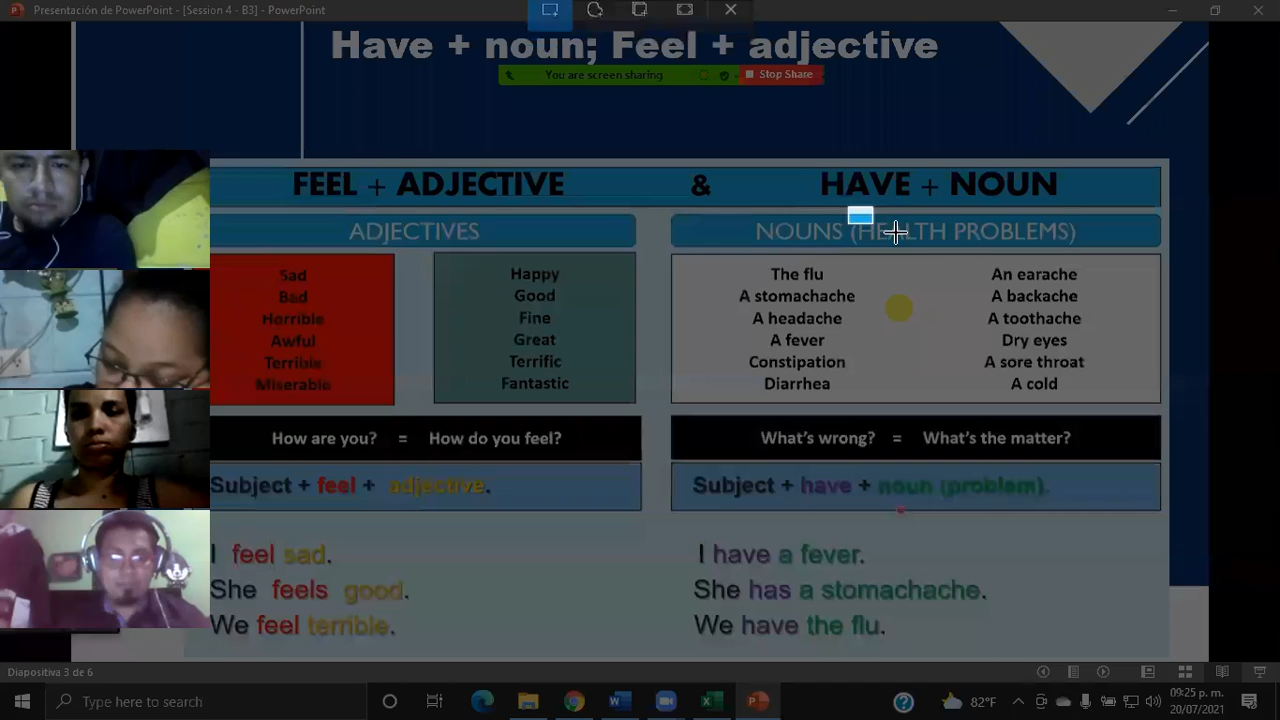 Presentación de PowerPoint - [Session 4 - B3] - PowerPoint
Have + noun; Feel + adjective
You are screen sharing
Stop Share
FEEL + ADJECTIVE & HAVE + NOUN
ADJECTIVES
NOUNS (HEALTH PROBLEMS)
Sad
Bad
Horrible
Awful
Terrible
Miserable
Happy
Good
Fine
Great
Terrific
Fantastic
The flu
A stomachache
A headache
A fever
Constipation
Diarrhea
An earache
A backache
A toothache
Dry eyes
A sore throat
A cold
How are you? = How do you feel?
What's wrong? = What's the matter?
Subject + feel + adjective.
Subject + have + noun (problem).
I feel sad.
She feels good.
We feel terrible.
I have a fever.
She has a stomachache.
We have the flu.
Diapositiva 3 de 6
Type here to search
82°F
09:25 p. m.
20/07/2021